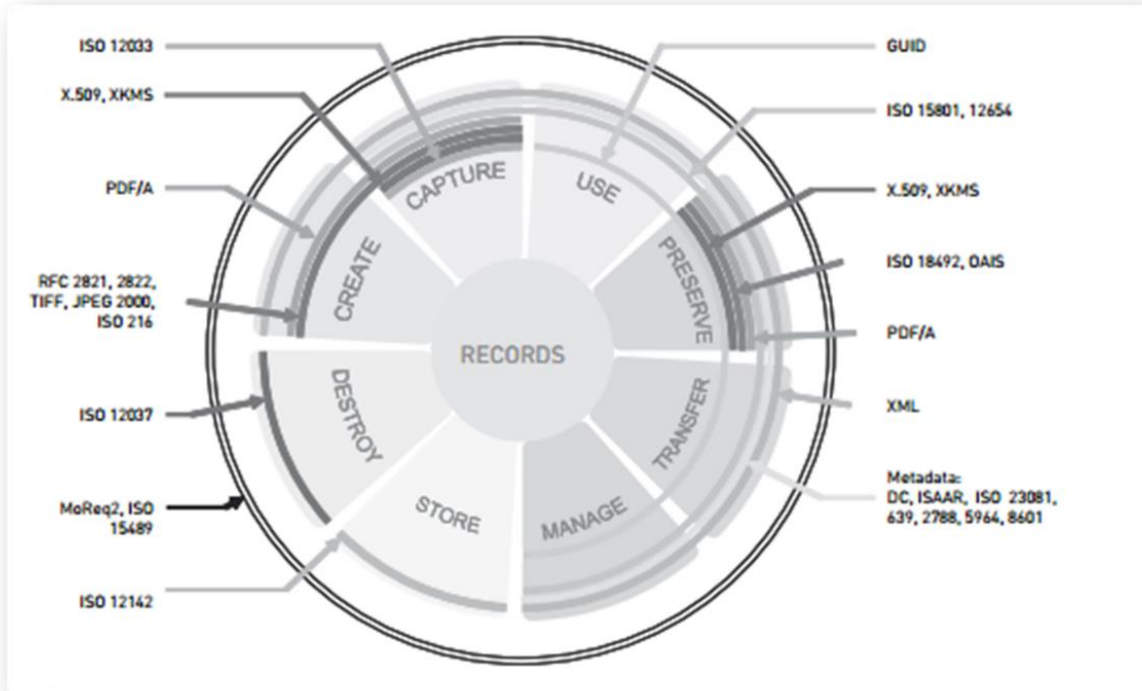 ISO 12033
X.509, XKMS
PDF/A
RFC 2821, 2822,
TIFF, JPEG 2000,
ISO 216
ISO 12037
MoReq2, ISO
15489
ISO 12142
CAPTURE
USE
PRESERVE
TRANSFER
MANAGE
STORE
DESTROY
CREATE
RECORDS
GUID
ISO 15801, 12654
X.509, XKMS
ISO 18492, OAIS
PDF/A
XML
Metadata:
DC, ISAAR, ISO 23081,
639, 2788, 5964, 8601